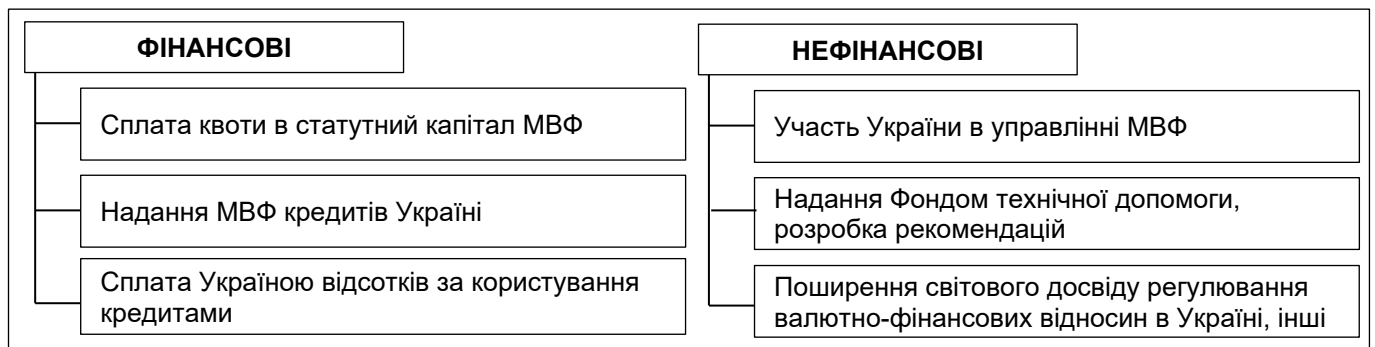 ФІНАНСОВІ
Сплата квоти в статутний капітал МВФ
Надання МВФ кредитів Україні
Сплата Україною відсотків за користування
кредитами
НЕФІНАНСОВІ
Участь України в управлінні МВФ
Надання Фондом технічної допомоги,
розробка рекомендацій
Поширення світового досвіду регулювання
валютно-фінансових відносин в Україні, інші